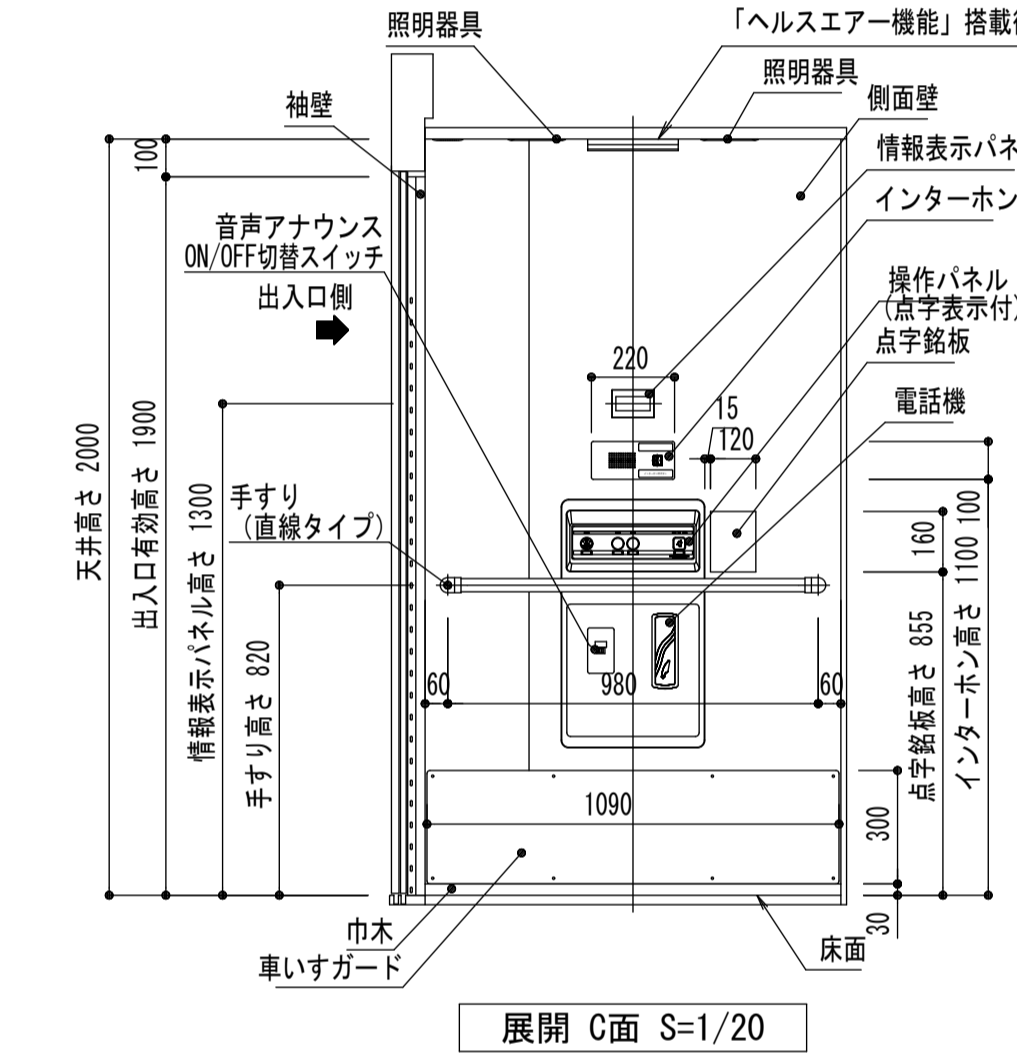 照明器具
「ヘルスエアー機能」搭載
照明器具
袖壁
側面壁
100
情報表示パネ
インターホン
音声アナウンス
ON/OFF切替スイッチ
出入口側
操作パネル
(点字表示付)
点字銘板
220
15
120
電話機
天井高さ 2000
出入口有効高さ 1900
情報表示パネル高さ 1300
手すり
(直線タイプ)
手すり高さ 820
160
点字銘板高さ 855
インターホン高さ 1100
100
60
980
60
1090
300
30
巾木
車いすガード
床面
展開 C面 S=1/20